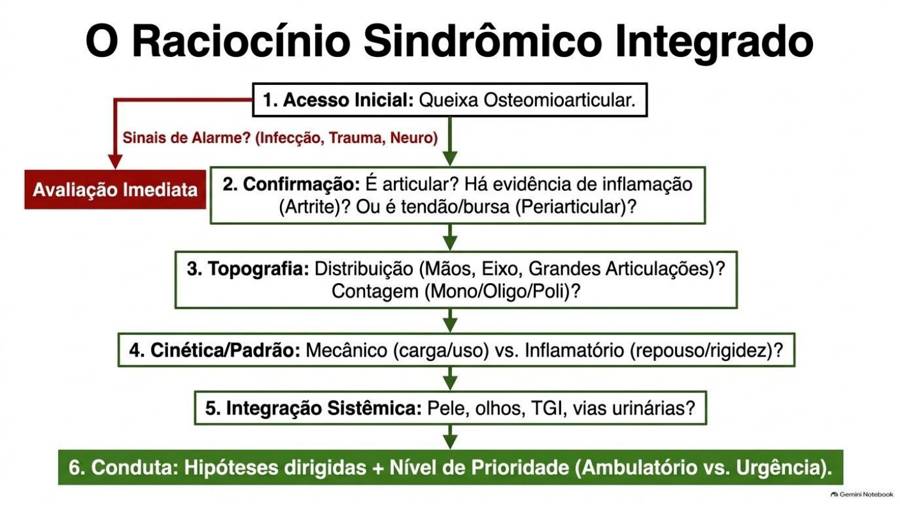 O Raciocínio Sindrômico Integrado
1. Acesso Inicial: Queixa Osteomioarticular.
Sinais de Alarme? (Infecção, Trauma, Neuro)
Avaliação Imediata
2. Confirmação: É articular? Há evidência de inflamação
(Artrite)? Ou é tendão/bursa (Periarticular)?
3. Topografia: Distribuição (Mãos, Eixo, Grandes Articulações)?
Contagem (Mono/Oligo/Poli)?
4. Cinética/Padrão: Mecânico (carga/uso) vs. Inflamatório (repouso/rigidez)?
5. Integração Sistêmica: Pele, olhos, TGI, vias urinárias?
6. Conduta: Hipóteses dirigidas + Nível de Prioridade (Ambulatório vs. Urgência).
Gemini Notebook